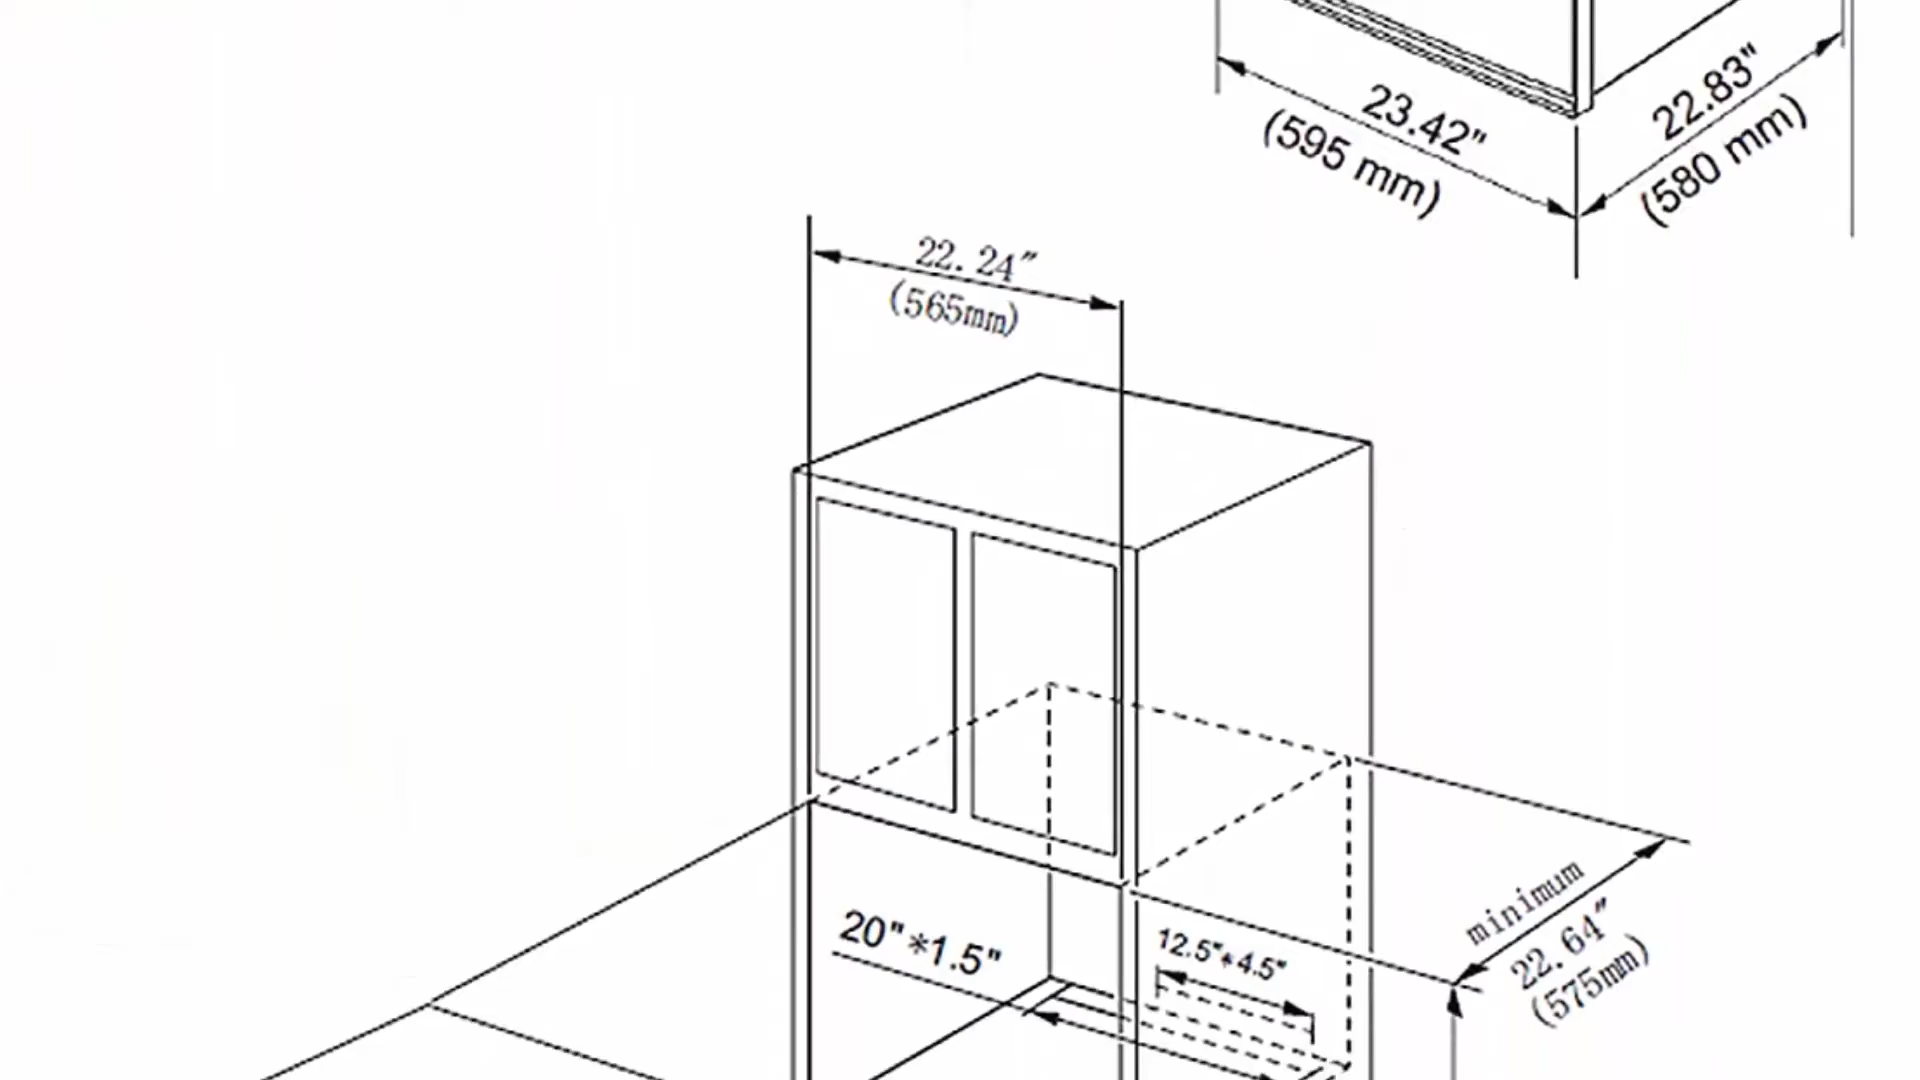 23.42"
(595 mm)
22.83"
(580 mm)
22.24"
(565mm)
20"*1.5"
12.5"*4.5"
minimum
22.64"
(575mm)